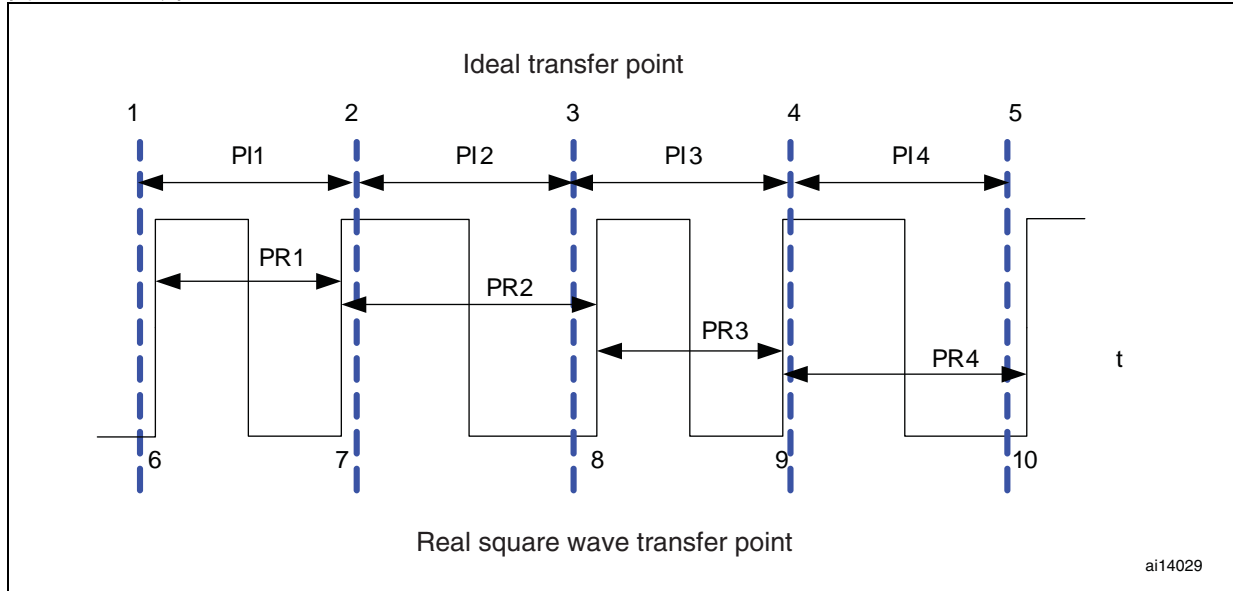 Ideal transfer point
1 2 3 4 5
PI1 PI2 PI3 PI4
PR1
PR2
PR3
PR4
t
6 7 8 9 10
Real square wave transfer point
ai14029